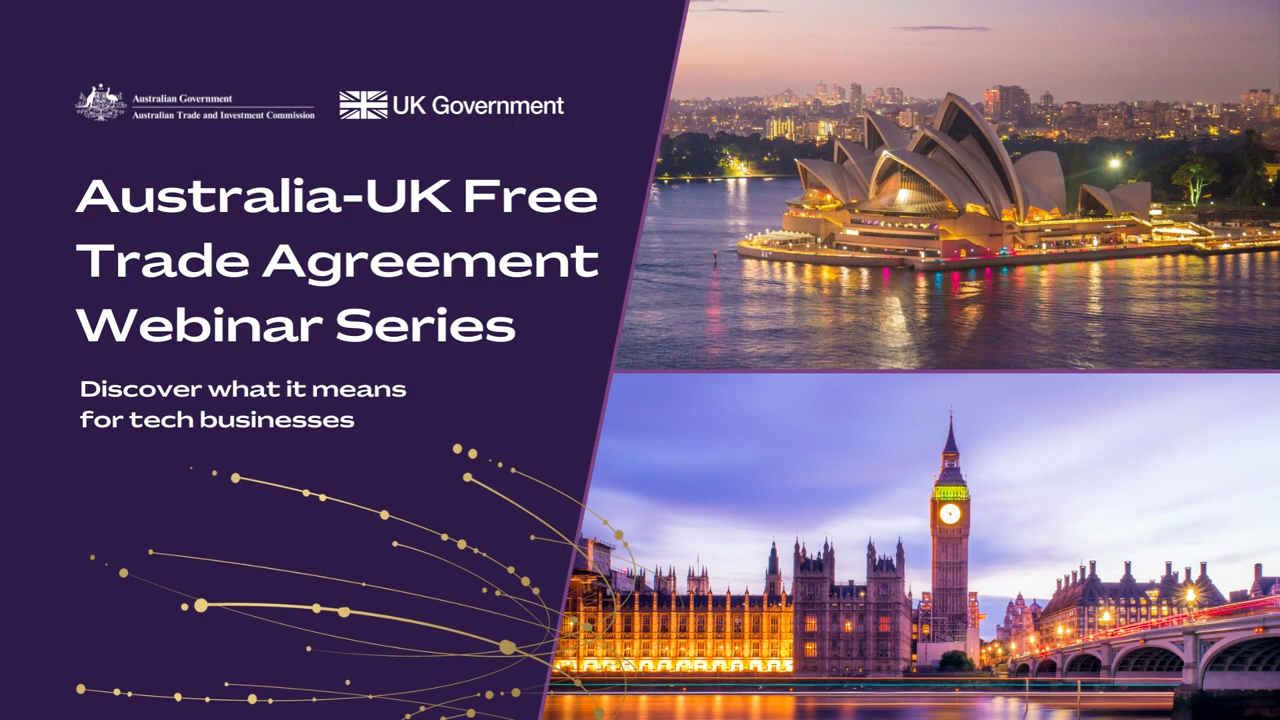 Australian Government
Australian Trade and Investment Commission
UK Government
Australia-UK Free
Trade Agreement
Webinar Series
Discover what it means
for tech businesses